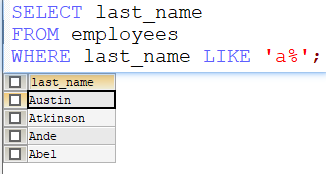 SELECT last_name
FROM employees
WHERE last_name LIKE 'a%';
last_name
Austin
Atkinson
Ande
Abel